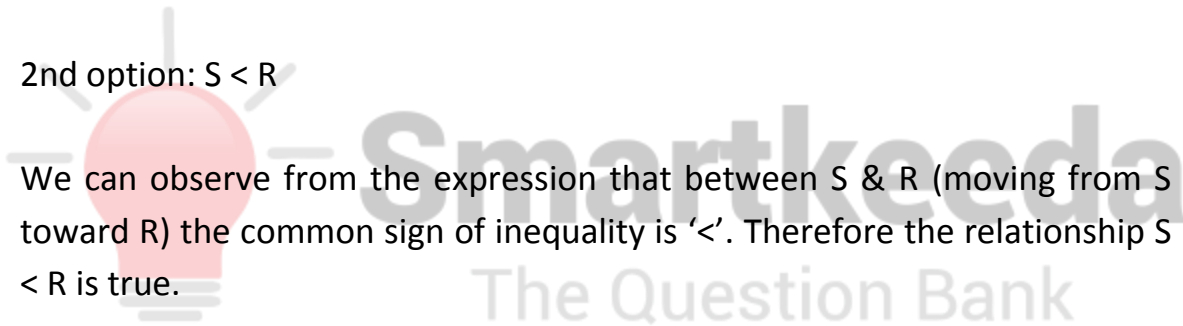 2nd option: S < R
Smartkeeda
We can observe from the expression that between S & R (moving from S
toward R) the common sign of inequality is ‘<’. Therefore the relationship S
< R is true.
The Question Bank